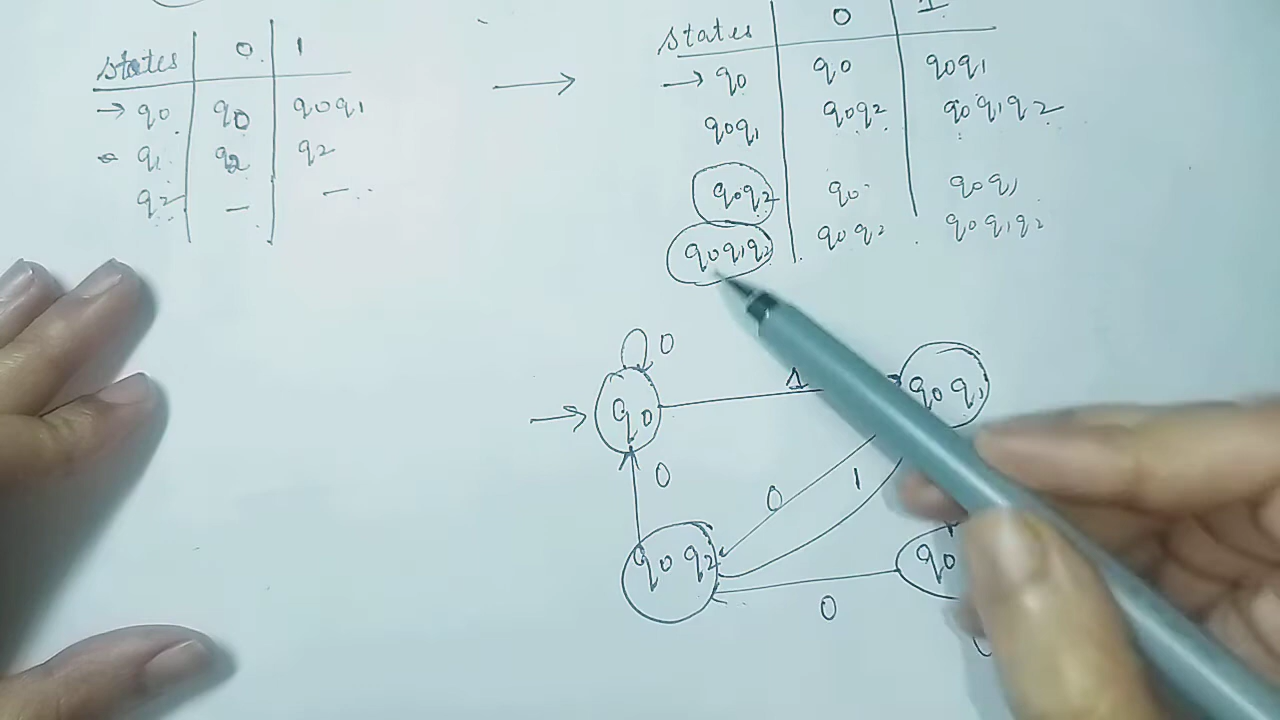 states 0 1
→ q0 q0 q0q1
q1 q2 q2
q2 – –
→
states 0 1
→ q0 q0 q0q1
q0q1 q0q2 q0q1q2
q0q2 q0 q0q1
q0q1q2 q0q2 q0q1q2
0
→ q0 1 q0q1
0 0 1
q0q2 q0
0